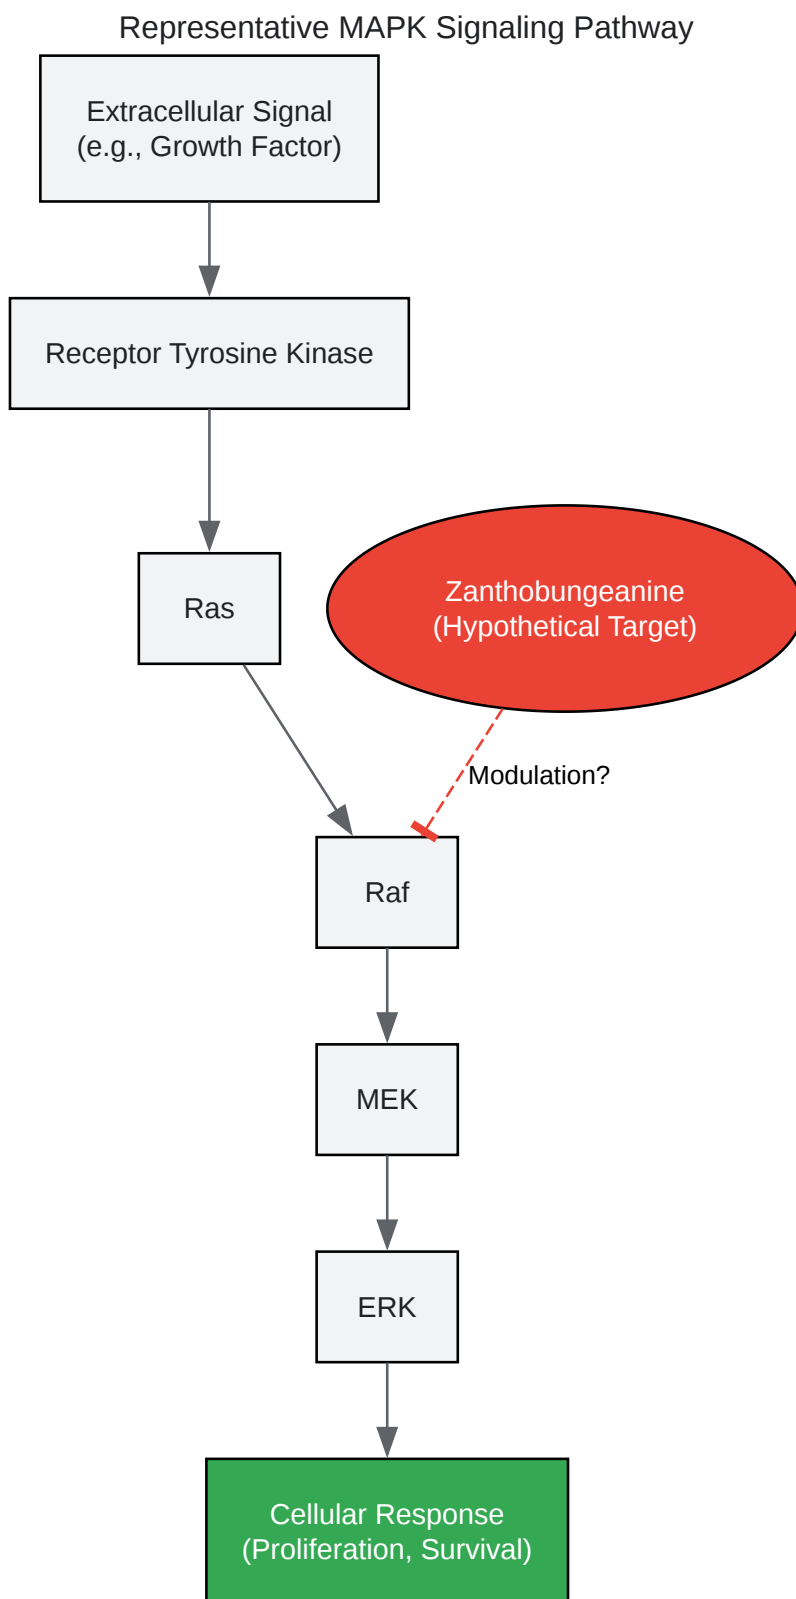 Representative MAPK Signaling Pathway
Extracellular Signal
(e.g., Growth Factor)
Receptor Tyrosine Kinase
Ras
Zanthobungeanine
(Hypothetical Target)
Modulation?
Raf
MEK
ERK
Cellular Response
(Proliferation, Survival)